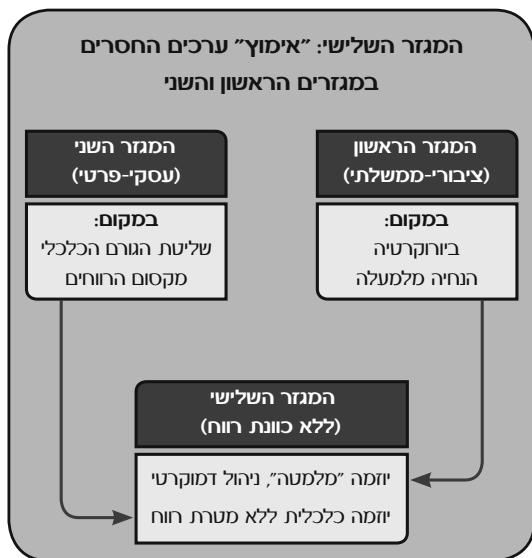 המגזר השלישי: "אימוץ" ערכים החסרים
במגזרים הראשון והשני
המגזר הראשון
(ציבורי-ממשלתי)
במקום:
ביורוקרטיה
הנחיה מלמעלה
המגזר השני
(עסקי-פרטי)
במקום:
שליטת הגורם הכלכלי
מקסום הרווחים
המגזר השלישי
(ללא כוונת רווח)
יוזמה "מלמטה", ניהול דמוקרטי
יוזמה כלכלית ללא מטרת רווח